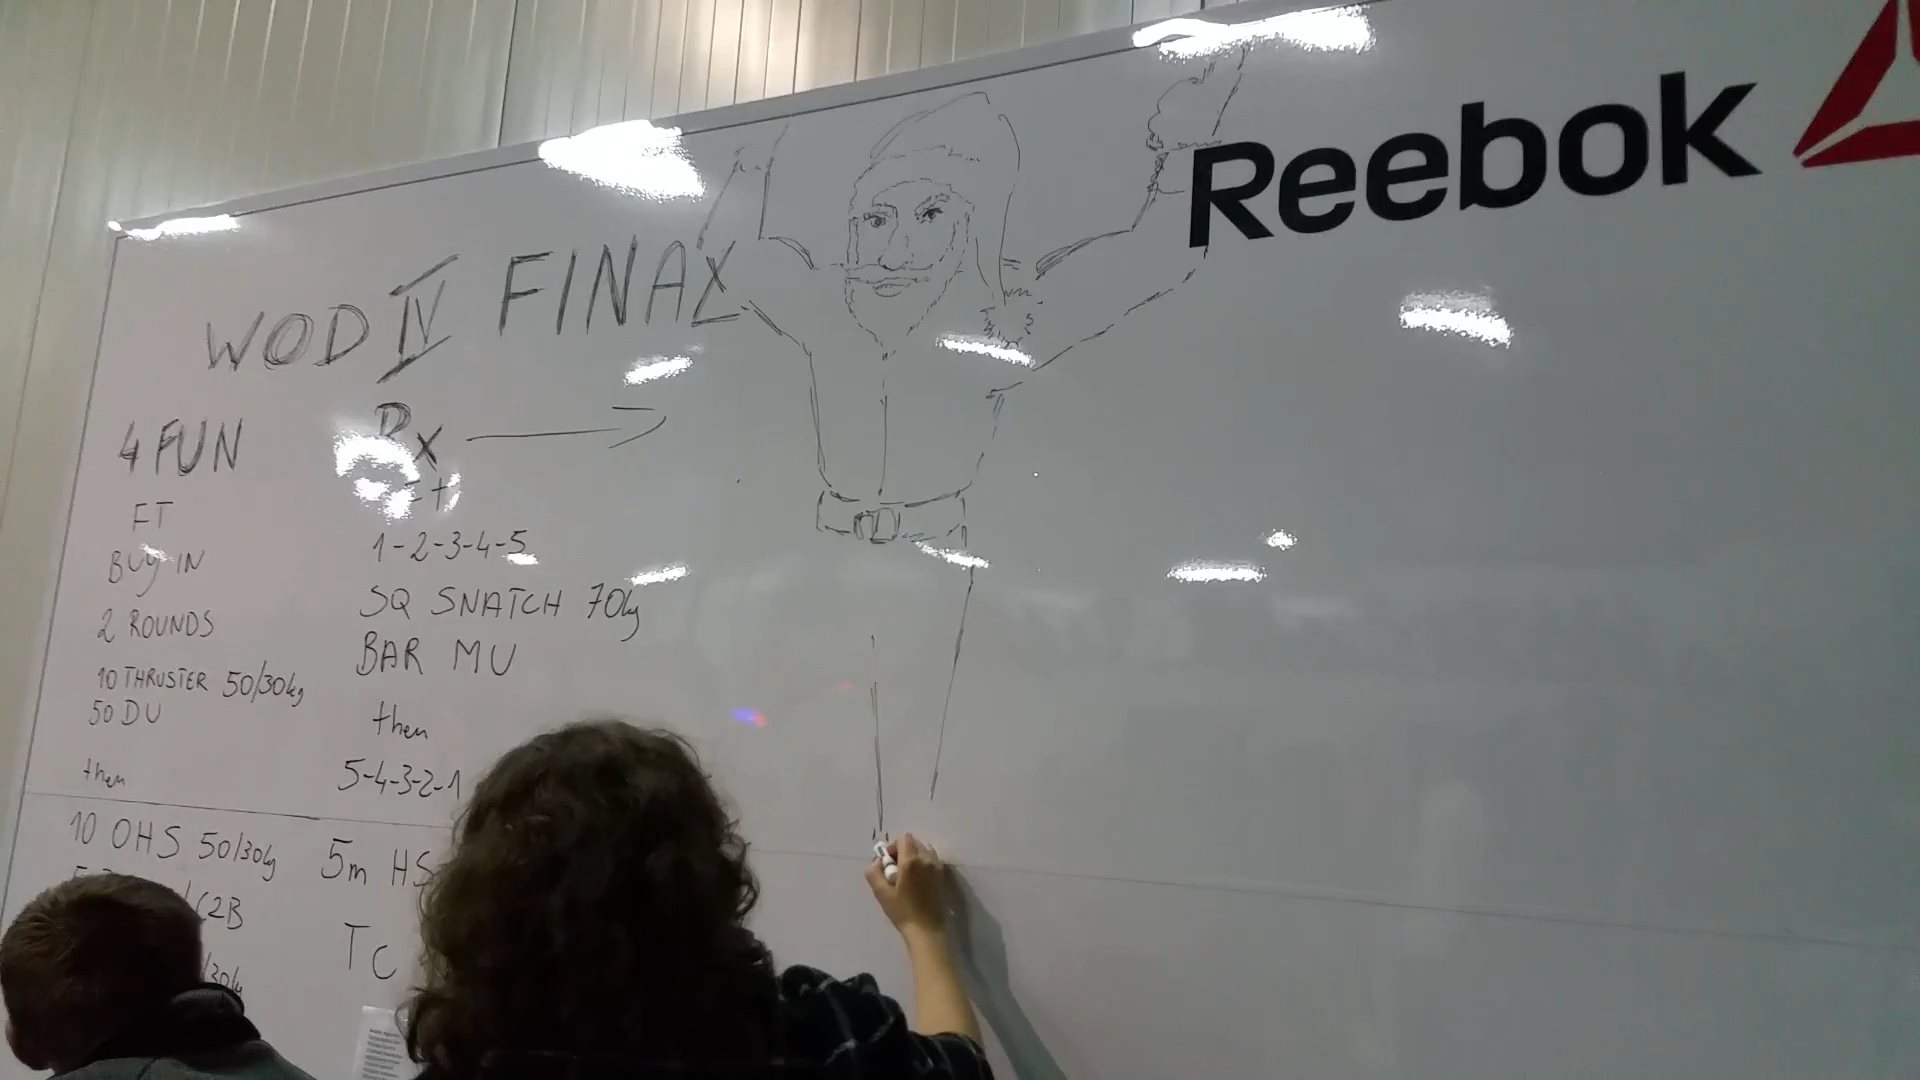 Reebok
WOD IV FINAL
4 FUN
FT
BUY IN
2 ROUNDS
10 THRUSTER 50/30kg
50 DU
then
10 OHS 50/30kg
C2B
/30kg
Rx
1-2-3-4-5
SQ SNATCH 70kg
BAR MU
then
5-4-3-2-1
5m HS
TC